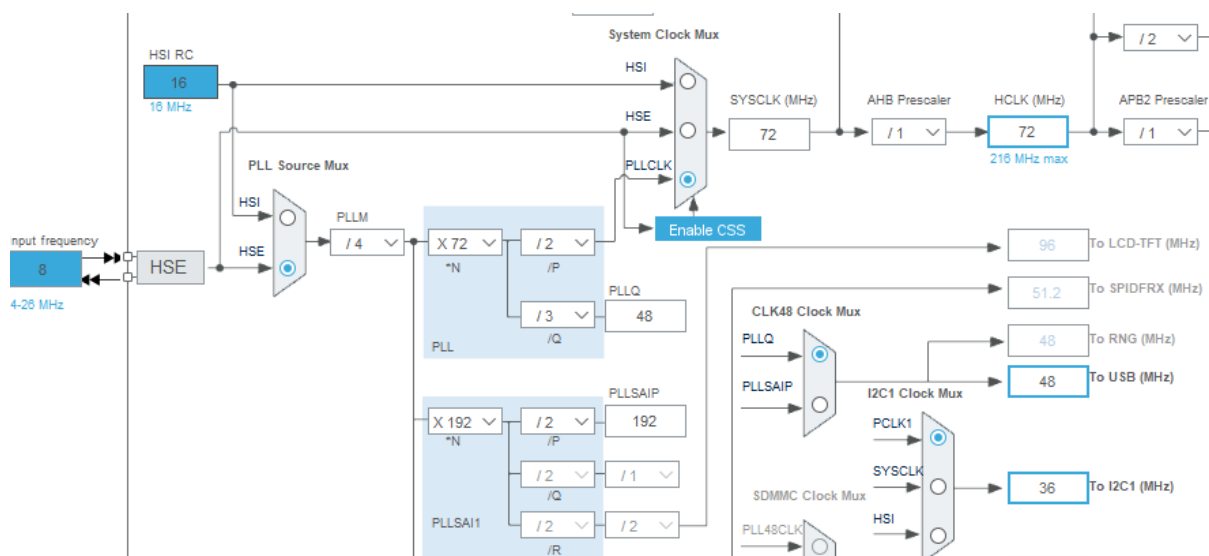 System Clock Mux
HSI RC
16
16 MHz
HSI
SYSCLK (MHz)
AHB Prescaler
HCLK (MHz)
APB2 Prescaler
/ 2
HSE
72
/ 1
72
/ 1
216 MHz max
PLL Source Mux
PLLCLK
HSI
PLLM
/ 4
X 72
/ 2
Enable CSS
*N
/P
nput frequency
8
4-26 MHz
HSE
HSE
PLLQ
/ 3
48
/Q
PLL
96
To LCD-TFT (MHz)
51.2
To SPIDFRX (MHz)
CLK48 Clock Mux
PLLQ
48
To RNG (MHz)
PLLSAIP
48
To USB (MHz)
PLLSAIP
X 192
/ 2
192
*N
/P
/ 2
/ 1
/Q
PLLSAI1
/ 2
/ 2
/R
I2C1 Clock Mux
PCLK1
SYSCLK
36
To I2C1 (MHz)
HSI
SDMMC Clock Mux
PLL48CLK